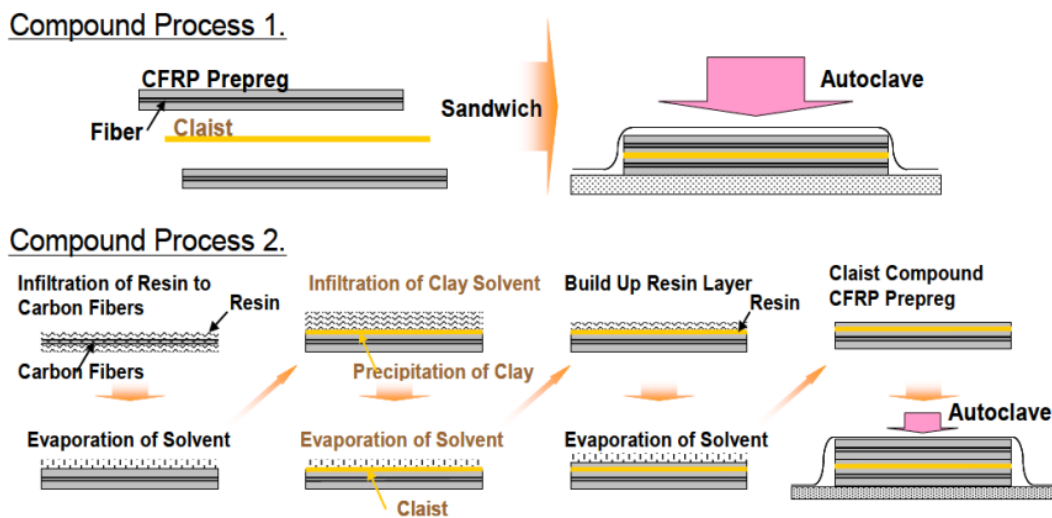 Compound Process 1.
CFRP Prepreg
Fiber
Claist
Sandwich
Autoclave
Compound Process 2.
Infiltration of Resin to
Carbon Fibers
Resin
Carbon Fibers
Evaporation of Solvent
Infiltration of Clay Solvent
Precipitation of Clay
Evaporation of Solvent
Claist
Build Up Resin Layer
Resin
Evaporation of Solvent
Claist Compound
CFRP Prepreg
Autoclave